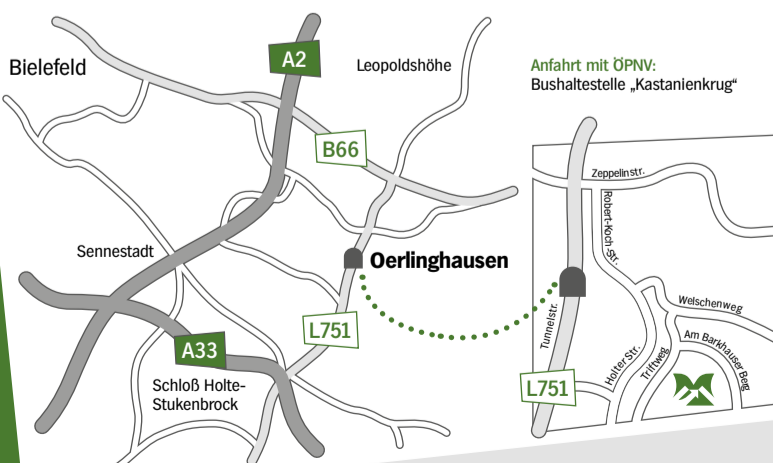 Bielefeld
A2
Leopoldshöhe
B66
Sennestadt
Oerlinghausen
L751
A33
Schloß Holte-
Stukenbrock
Anfahrt mit ÖPNV:
Bushaltestelle „Kastanienkrug“
Zeppelinstr.
Robert-Koch-Str.
Welschenweg
Tunnelstr.
Am Barkhauser Berg
Holter Str.
Triftweg
L751